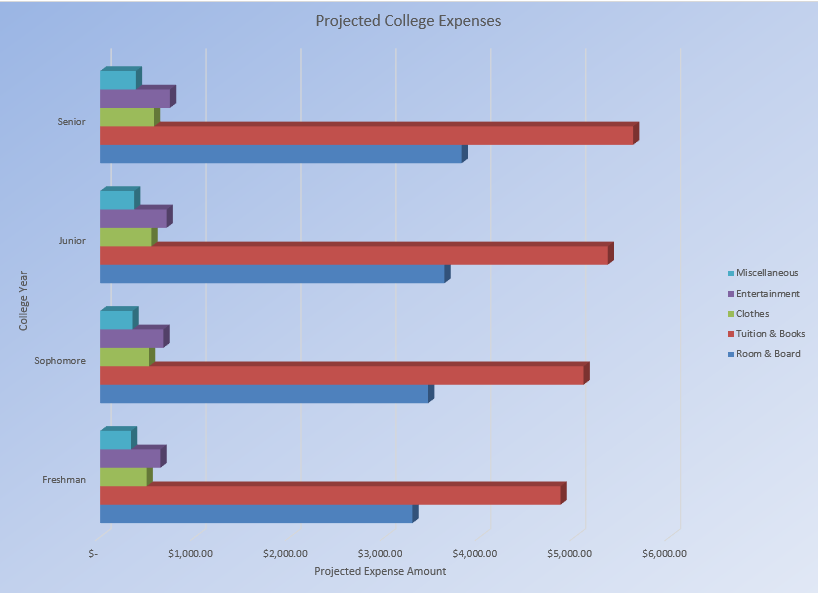 Projected College Expenses
Senior
Junior
Sophomore
Freshman
College Year
$-
$1,000.00
$2,000.00
$3,000.00
$4,000.00
$5,000.00
$6,000.00
Projected Expense Amount
Miscellaneous
Entertainment
Clothes
Tuition & Books
Room & Board